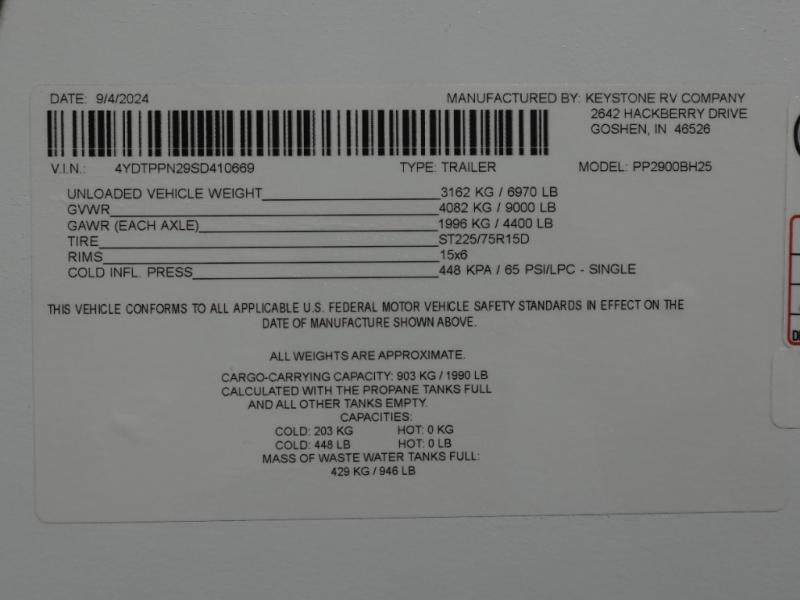 DATE: 9/4/2024 MANUFACTURED BY: KEYSTONE RV COMPANY
2642 HACKBERRY DRIVE
GOSHEN, IN 46526
V.I.N.: 4YDTPPN29SD410669 TYPE: TRAILER MODEL: PP2900BH25
UNLOADED VEHICLE WEIGHT 3162 KG / 6970 LB
GVWR 4082 KG / 9000 LB
GAWR (EACH AXLE) 1996 KG / 4400 LB
TIRE ST225/75R15D
RIMS 15x6
COLD INFL. PRESS 448 KPA / 65 PSI/LPC - SINGLE
THIS VEHICLE CONFORMS TO ALL APPLICABLE U.S. FEDERAL MOTOR VEHICLE SAFETY STANDARDS IN EFFECT ON THE
DATE OF MANUFACTURE SHOWN ABOVE.
ALL WEIGHTS ARE APPROXIMATE.
CARGO-CARRYING CAPACITY: 903 KG / 1990 LB
CALCULATED WITH THE PROPANE TANKS FULL
AND ALL OTHER TANKS EMPTY.
CAPACITIES:
COLD: 203 KG HOT: 0 KG
COLD: 448 LB HOT: 0 LB
MASS OF WASTE WATER TANKS FULL:
429 KG / 946 LB